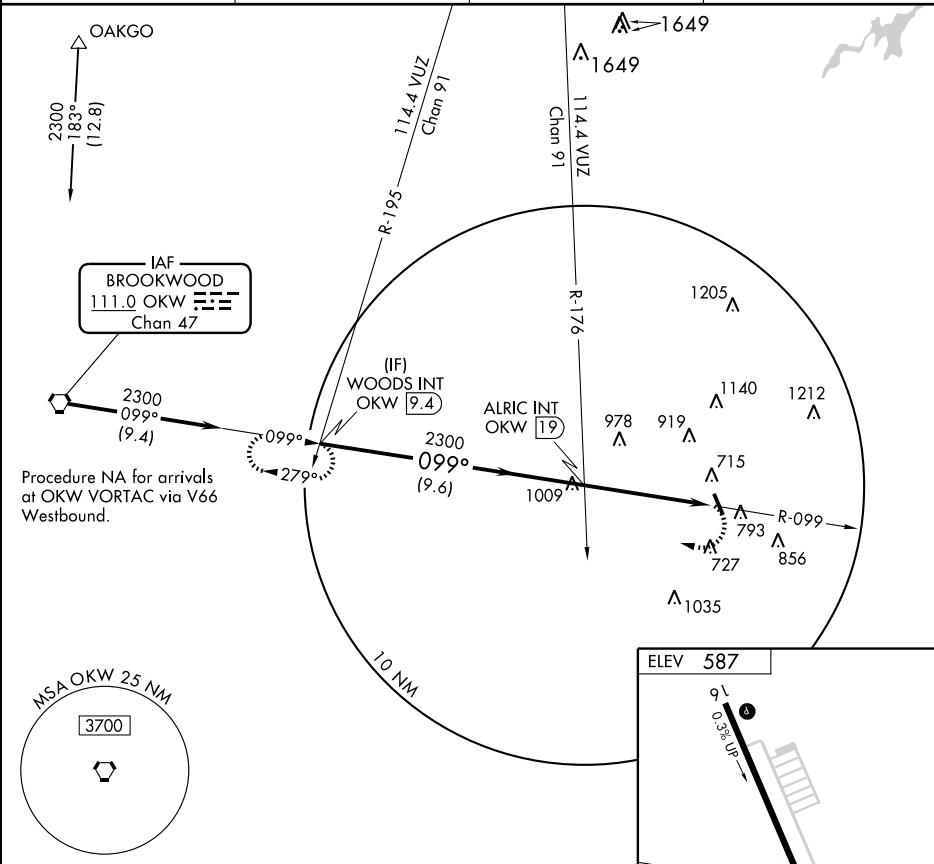 OAKGO
2300
183°
(12.8)
114.4 VUZ
Chan 91
R-195
114.4 VUZ
Chan 91
R-176
1649
1649
IAF
BROOKWOOD
111.0 OKW
Chan 47
2300
099°
(9.4)
099°
279°
(IF)
WOODS INT
OKW 9.4
2300
099°
(9.6)
ALRIC INT
OKW 19
1009
978
919
1205
1140
1212
715
793
R-099
727
856
1035
Procedure NA for arrivals
at OKW VORTAC via V66
Westbound.
10 NM
MSA OKW 25 NM
3700
ELEV 587
16
0.3% UP
P